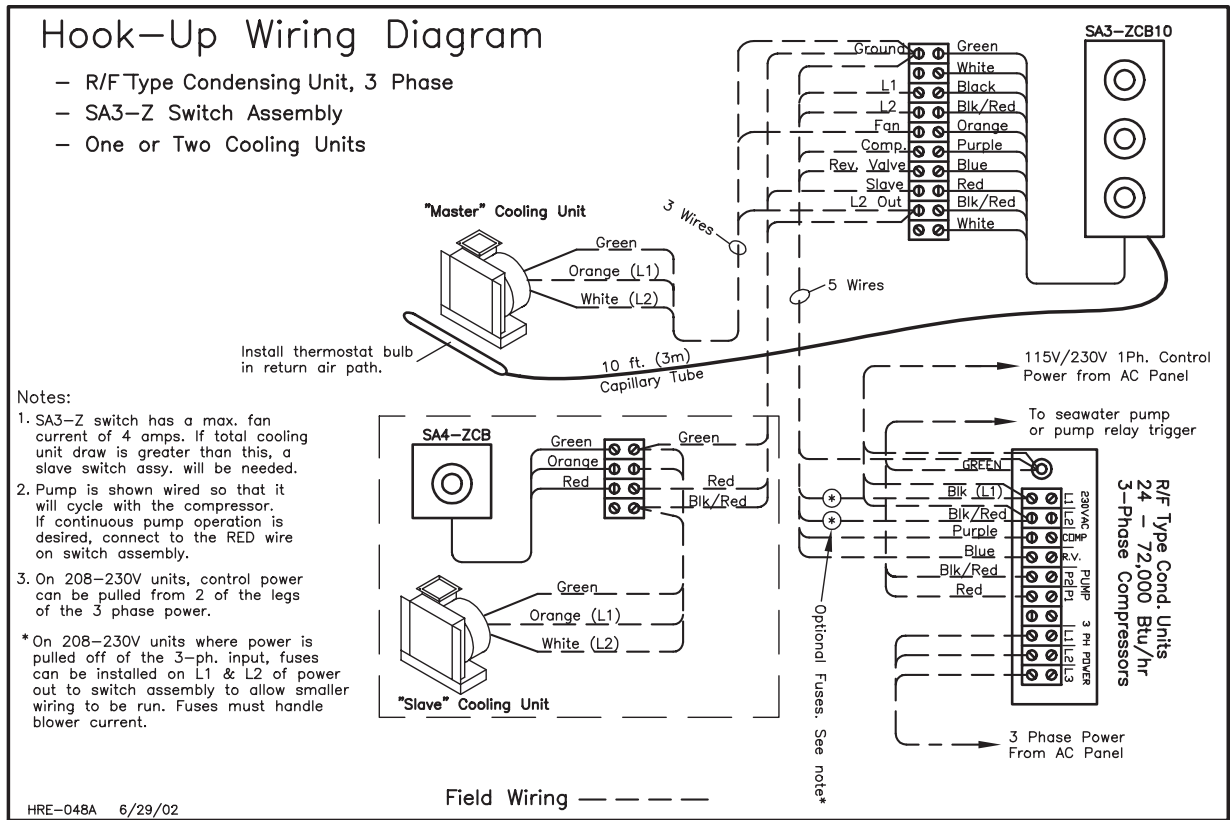 Hook-Up Wiring Diagram
- R/F Type Condensing Unit, 3 Phase
- SA3-Z Switch Assembly
- One or Two Cooling Units
SA3-ZCB10
Ground
Green
White
L1
Black
L2
Blk/Red
Fan
Orange
Comp.
Purple
Rev. Valve
Blue
Slave
Red
L2 Out
Blk/Red
White
3 Wires
5 Wires
"Master" Cooling Unit
Green
Orange (L1)
White (L2)
Install thermostat bulb
in return air path.
10 ft. (3m)
Capillary Tube
115V/230V 1Ph. Control
Power from AC Panel
To seawater pump
or pump relay trigger
Notes:
1. SA3-Z switch has a max. fan
current of 4 amps. If total cooling
unit draw is greater than this, a
slave switch assy. will be needed.
2. Pump is shown wired so that it
will cycle with the compressor.
If continuous pump operation is
desired, connect to the RED wire
on switch assembly.
3. On 208-230V units, control power
can be pulled from 2 of the legs
of the 3 phase power.
* On 208-230V units where power is
pulled off of the 3-ph. input, fuses
can be installed on L1 & L2 of power
out to switch assembly to allow smaller
wiring to be run. Fuses must handle
blower current.
SA4-ZCB
Green
Orange
Red
Green
Red
Blk/Red
Green
Orange (L1)
White (L2)
"Slave" Cooling Unit
GREEN
Blk (L1)
Blk/Red
Purple
Blue
Blk/Red
Red
*
*
Optional Fuses. See note*
L1
L2
230VAC
COMP
R.V.
P2
P1
PUMP
L1
L2
L3
3 PH POWER
R/F Type Cond. Units
24 - 72,000 Btu/hr
3-Phase Compressors
3 Phase Power
From AC Panel
Field Wiring
HRE-048A 6/29/02